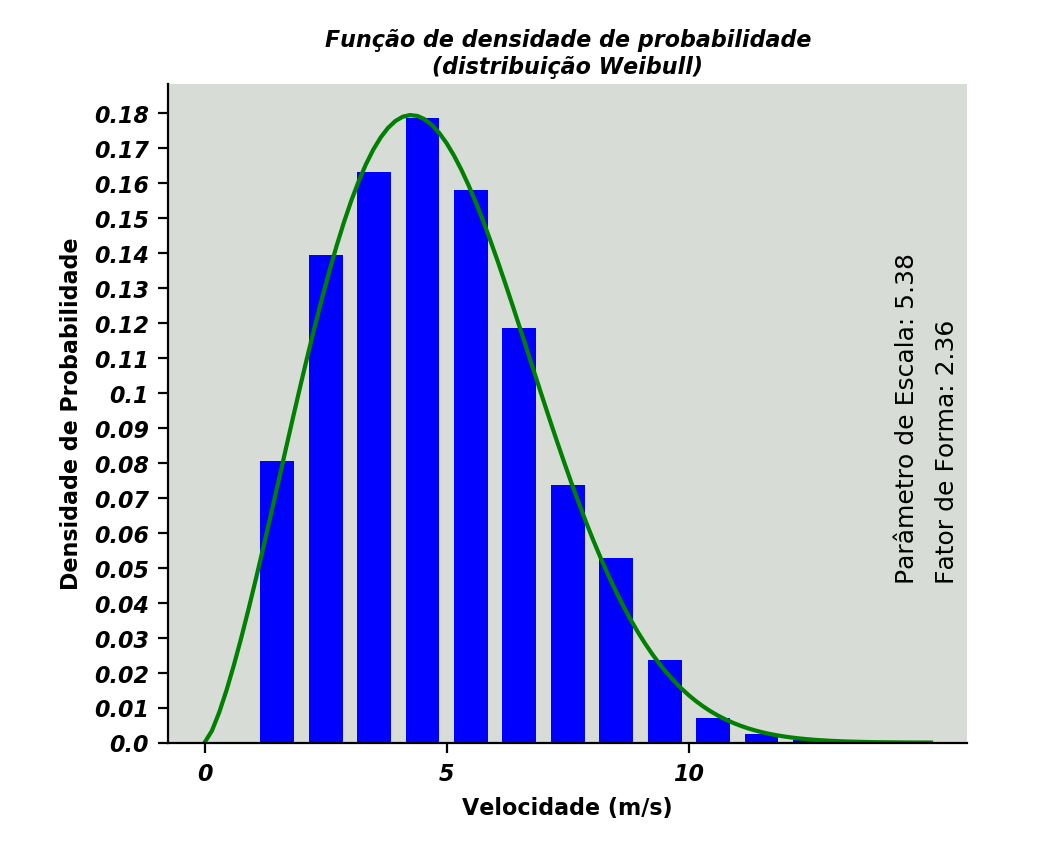 Função de densidade de probabilidade
(distribuição Weibull)
Densidade de Probabilidade
0.18
0.17
0.16
0.15
0.14
0.13
0.12
0.11
0.1
0.09
0.08
0.07
0.06
0.05
0.04
0.03
0.02
0.01
0.0
Parâmetro de Escala: 5.38
Fator de Forma: 2.36
0 5 10
Velocidade (m/s)